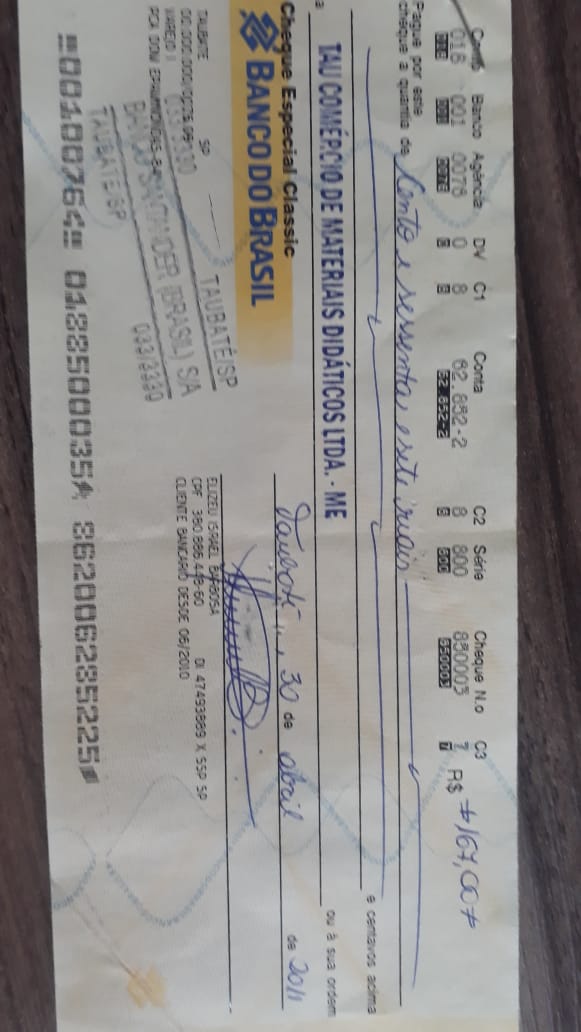 Comp Banco Agência DV C1 Conta C2 Série Cheque N.o C3
018 001 0076 0 8 62.852-2 8 800 850003 7 R$ #167,00#
018 001 0076 0 8 62.852-2 8 800 850003 7
Pague por este
cheque a quantia de Cento e sessenta e sete reais
e centavos acima
a TAU COMÉRCIO DE MATERIAIS DIDÁTICOS LTDA. - ME ou à sua ordem
Taubaté, 30 de abril de 2011
Cheque Especial Classic
BANCO DO BRASIL
ELIZEU ISRAEL BARBOSA
CPF 380.886.448-60 DI 47493889 X SSP SP
CLIENTE BANCARIO DESDE 06/2010
TAUBATE SP
00.000.000/0076
VAREJO I
PCA DOM EPAMINONDAS
TAUBATÉ/SP
033/3330
BANCO SANTANDER (BRASIL) S/A
033/3330
TAUBATÉ/SP
00100764 0188500035 862006285225